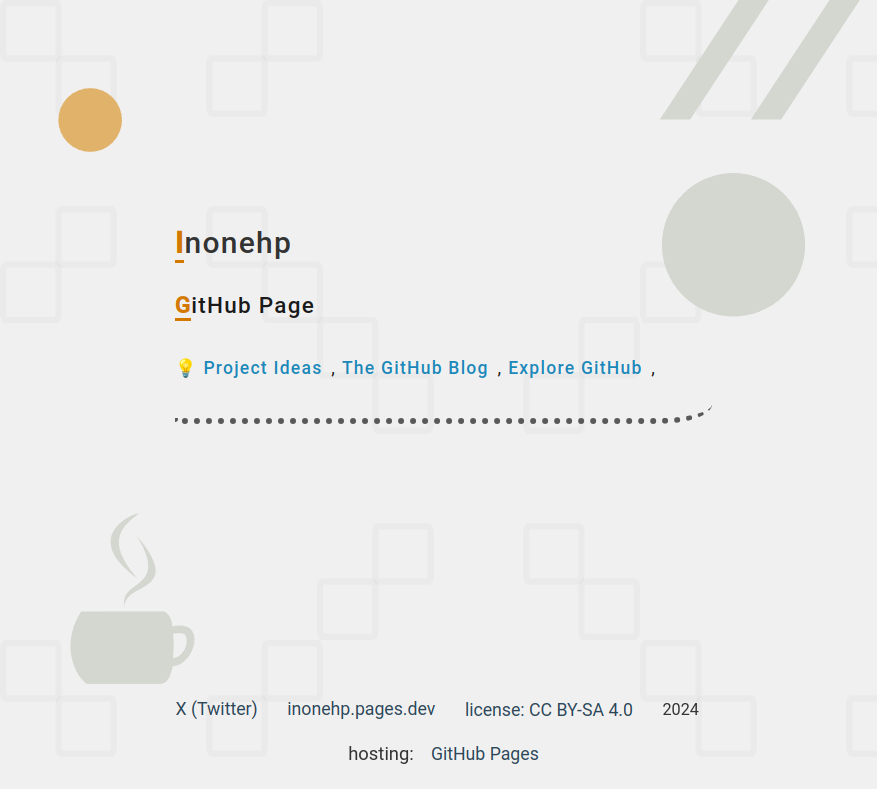 Inonehp
GitHub Page
💡 Project Ideas , The GitHub Blog , Explore GitHub ,
X (Twitter) inonehp.pages.dev license: CC BY-SA 4.0 2024
hosting: GitHub Pages